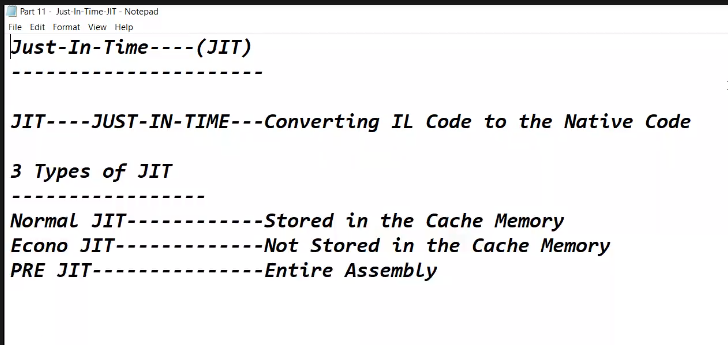 Part 11 - Just-In-Time-JIT - Notepad
File Edit Format View Help
Just-In-Time----(JIT)
----------------------
JIT----JUST-IN-TIME---Converting IL Code to the Native Code
3 Types of JIT
-----------------
Normal JIT------------Stored in the Cache Memory
Econo JIT-------------Not Stored in the Cache Memory
PRE JIT---------------Entire Assembly